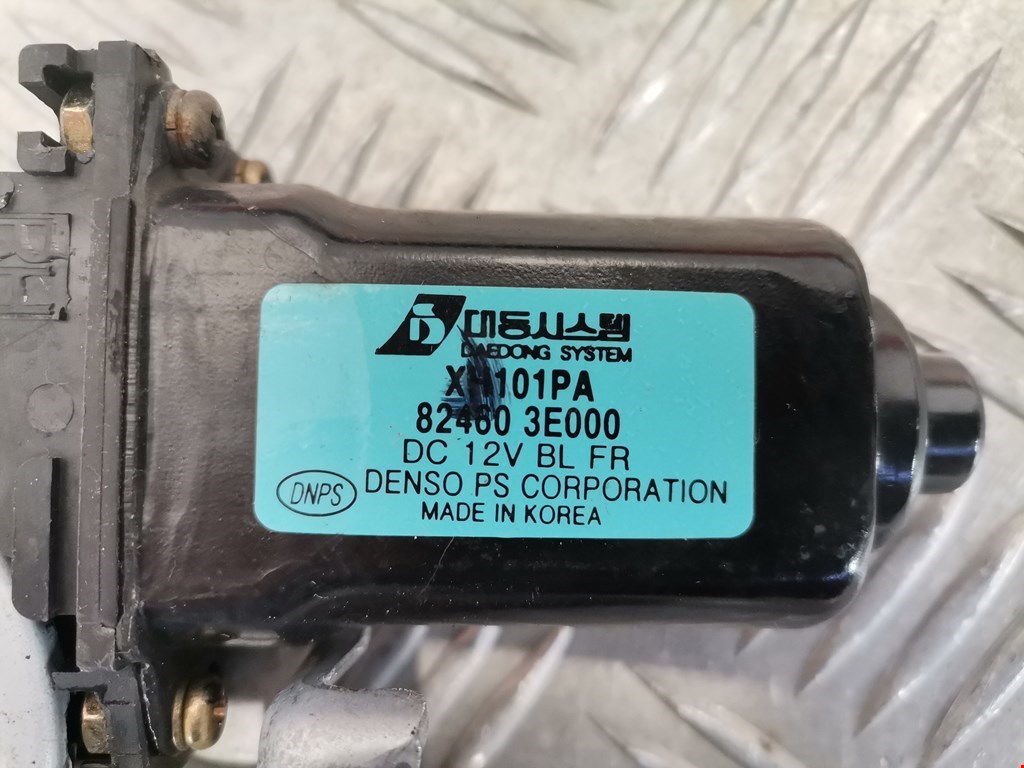 대동시스템
DAEDONG SYSTEM
XH101PA
82460 3E000
DC 12V BL FR
DNPS DENSO PS CORPORATION
MADE IN KOREA